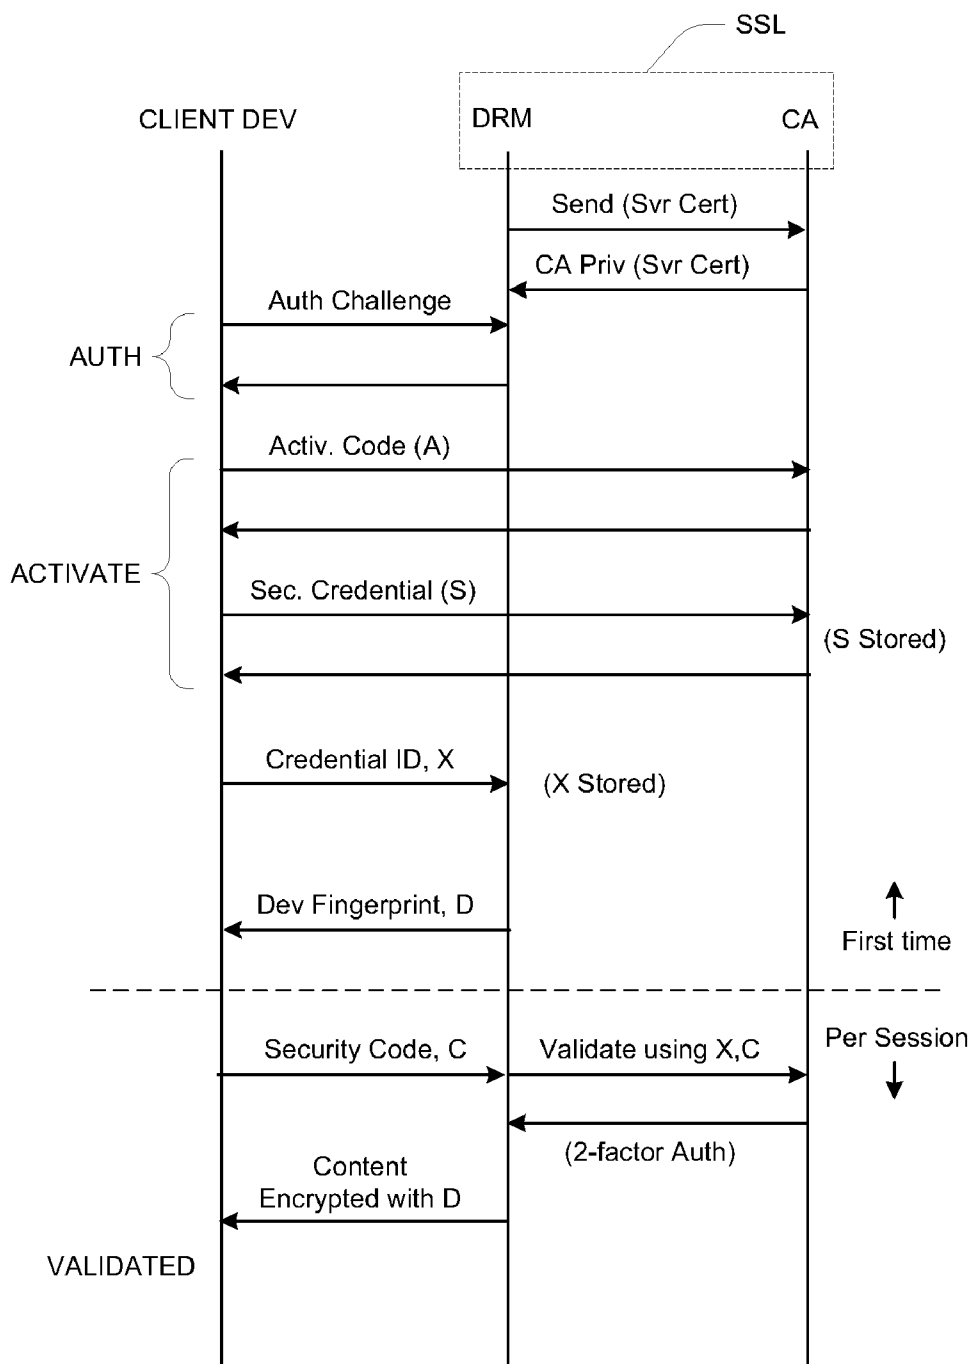 SSL
CLIENT DEV
DRM
CA
Send (Svr Cert)
CA Priv (Svr Cert)
Auth Challenge
AUTH
Activ. Code (A)
ACTIVATE
Sec. Credential (S)
(S Stored)
Credential ID, X
(X Stored)
Dev Fingerprint, D
First time
Per Session
Security Code, C
Validate using X,C
(2-factor Auth)
Content
Encrypted with D
VALIDATED